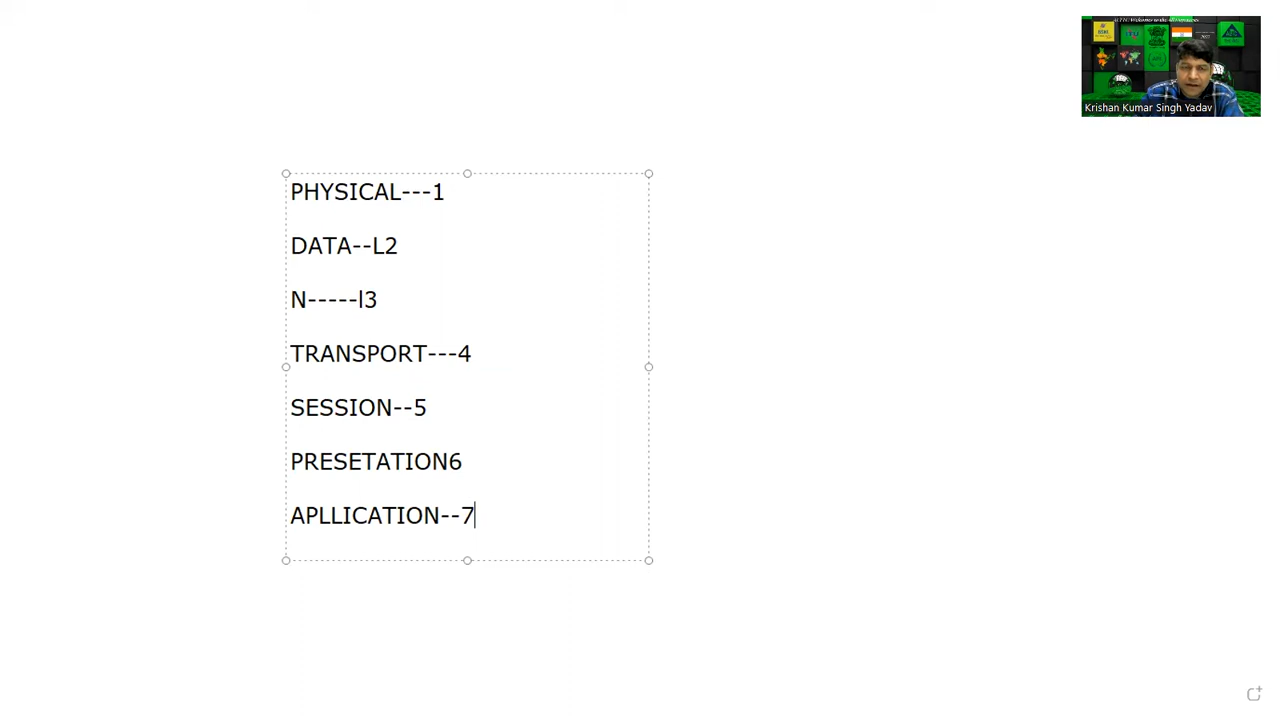 Krishan Kumar Singh Yadav
PHYSICAL---1
DATA--L2
N-----l3
TRANSPORT---4
SESSION--5
PRESETATION6
APLLICATION--7